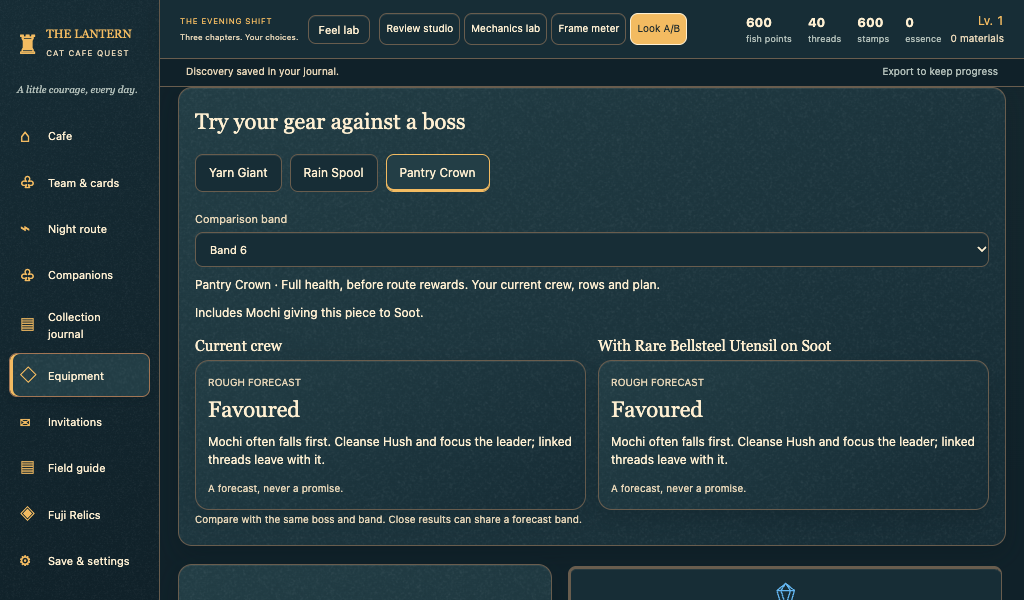 THE LANTERN
CAT CAFE QUEST
A little courage, every day.
Cafe
Team & cards
Night route
Companions
Collection
journal
Equipment
Invitations
Field guide
Fuji Relics
Save & settings
THE EVENING SHIFT
Three chapters. Your choices.
Feel lab
Review studio
Mechanics lab
Frame meter
Look A/B
600
fish points
40
threads
600
stamps
0
essence
Lv. 1
0 materials
Discovery saved in your journal.
Export to keep progress
Try your gear against a boss
Yarn Giant
Rain Spool
Pantry Crown
Comparison band
Band 6
Pantry Crown · Full health, before route rewards. Your current crew, rows and plan.
Includes Mochi giving this piece to Soot.
Current crew
ROUGH FORECAST
Favoured
Mochi often falls first. Cleanse Hush and focus the leader; linked
threads leave with it.
A forecast, never a promise.
With Rare Bellsteel Utensil on Soot
ROUGH FORECAST
Favoured
Mochi often falls first. Cleanse Hush and focus the leader; linked
threads leave with it.
A forecast, never a promise.
Compare with the same boss and band. Close results can share a forecast band.